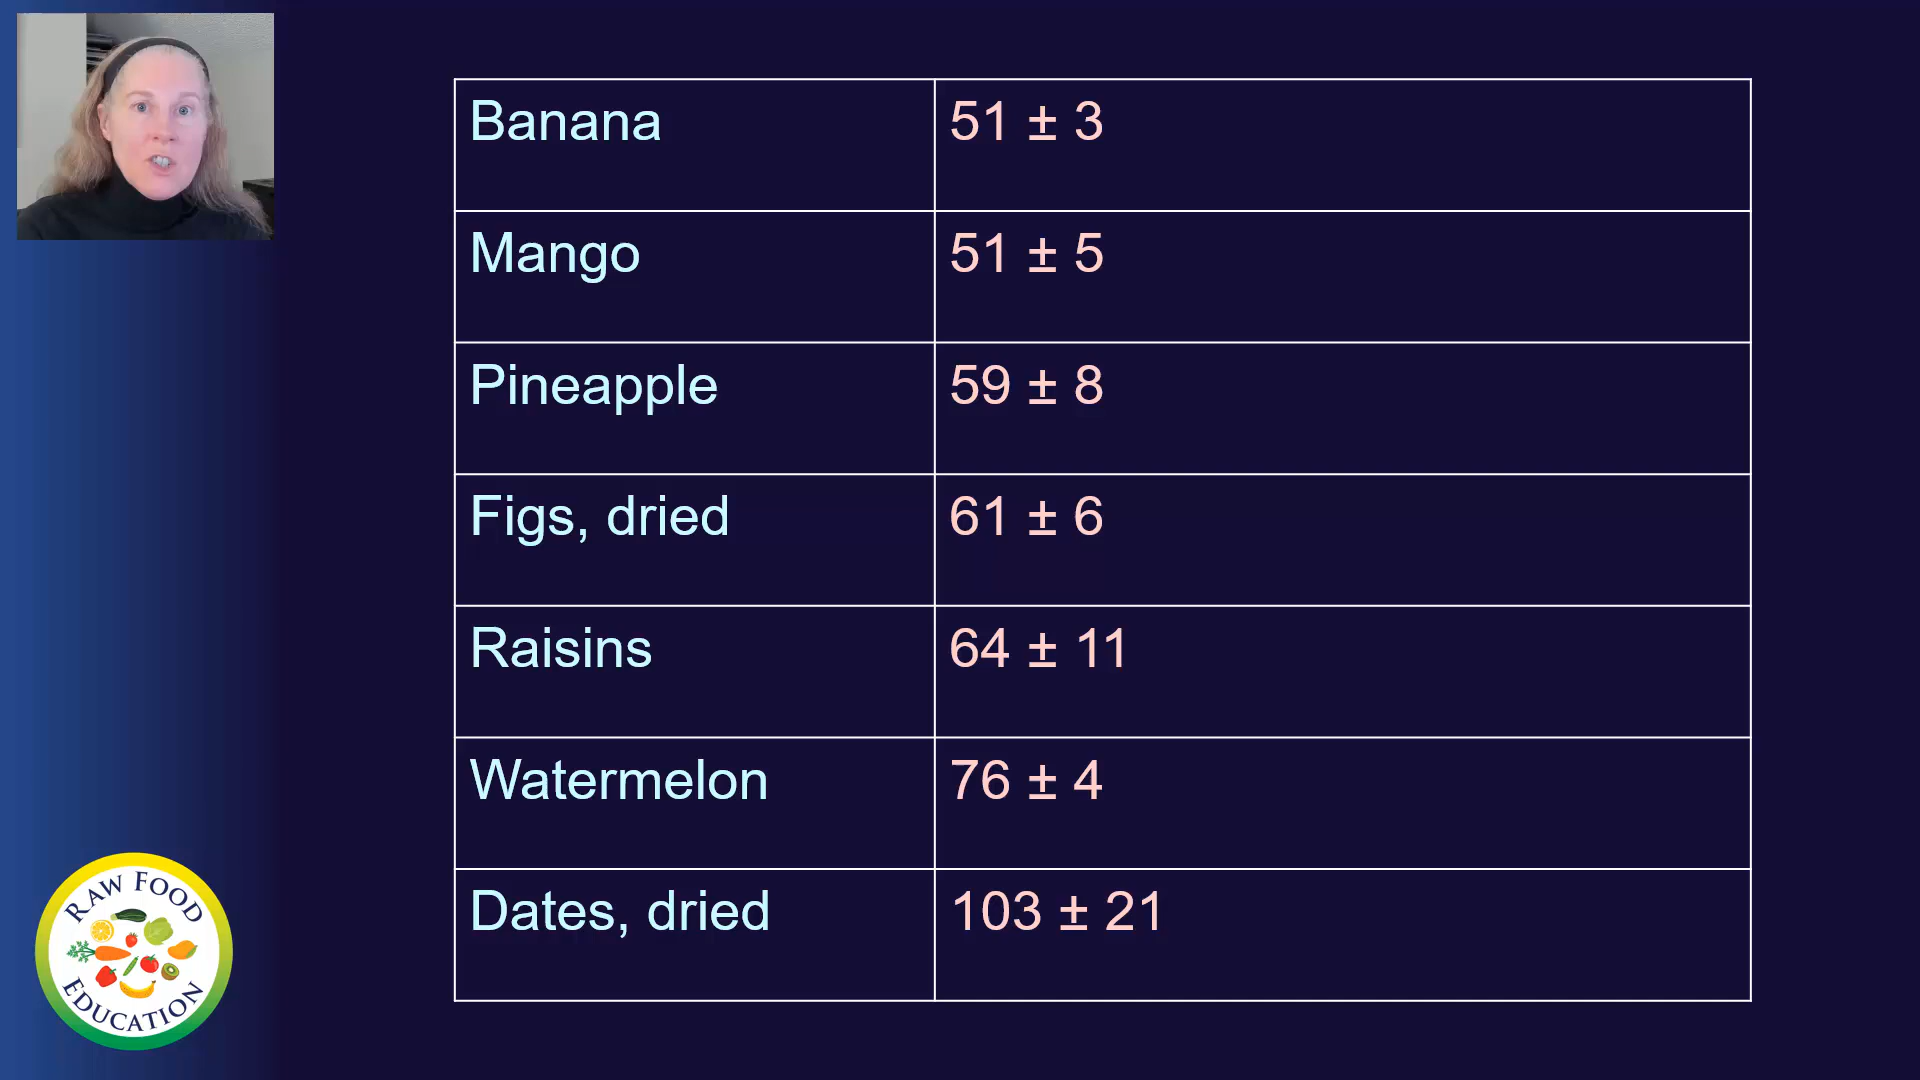 Banana 51 ± 3
Mango 51 ± 5
Pineapple 59 ± 8
Figs, dried 61 ± 6
Raisins 64 ± 11
Watermelon 76 ± 4
Dates, dried 103 ± 21
RAW FOOD
EDUCATION